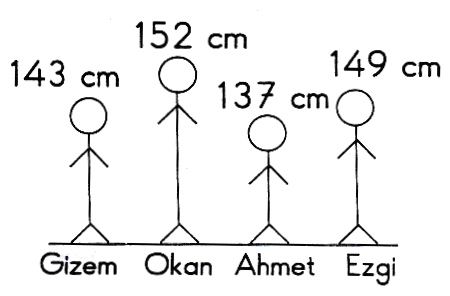 152 cm
143 cm
149 cm
137 cm
Gizem Okan Ahmet Ezgi